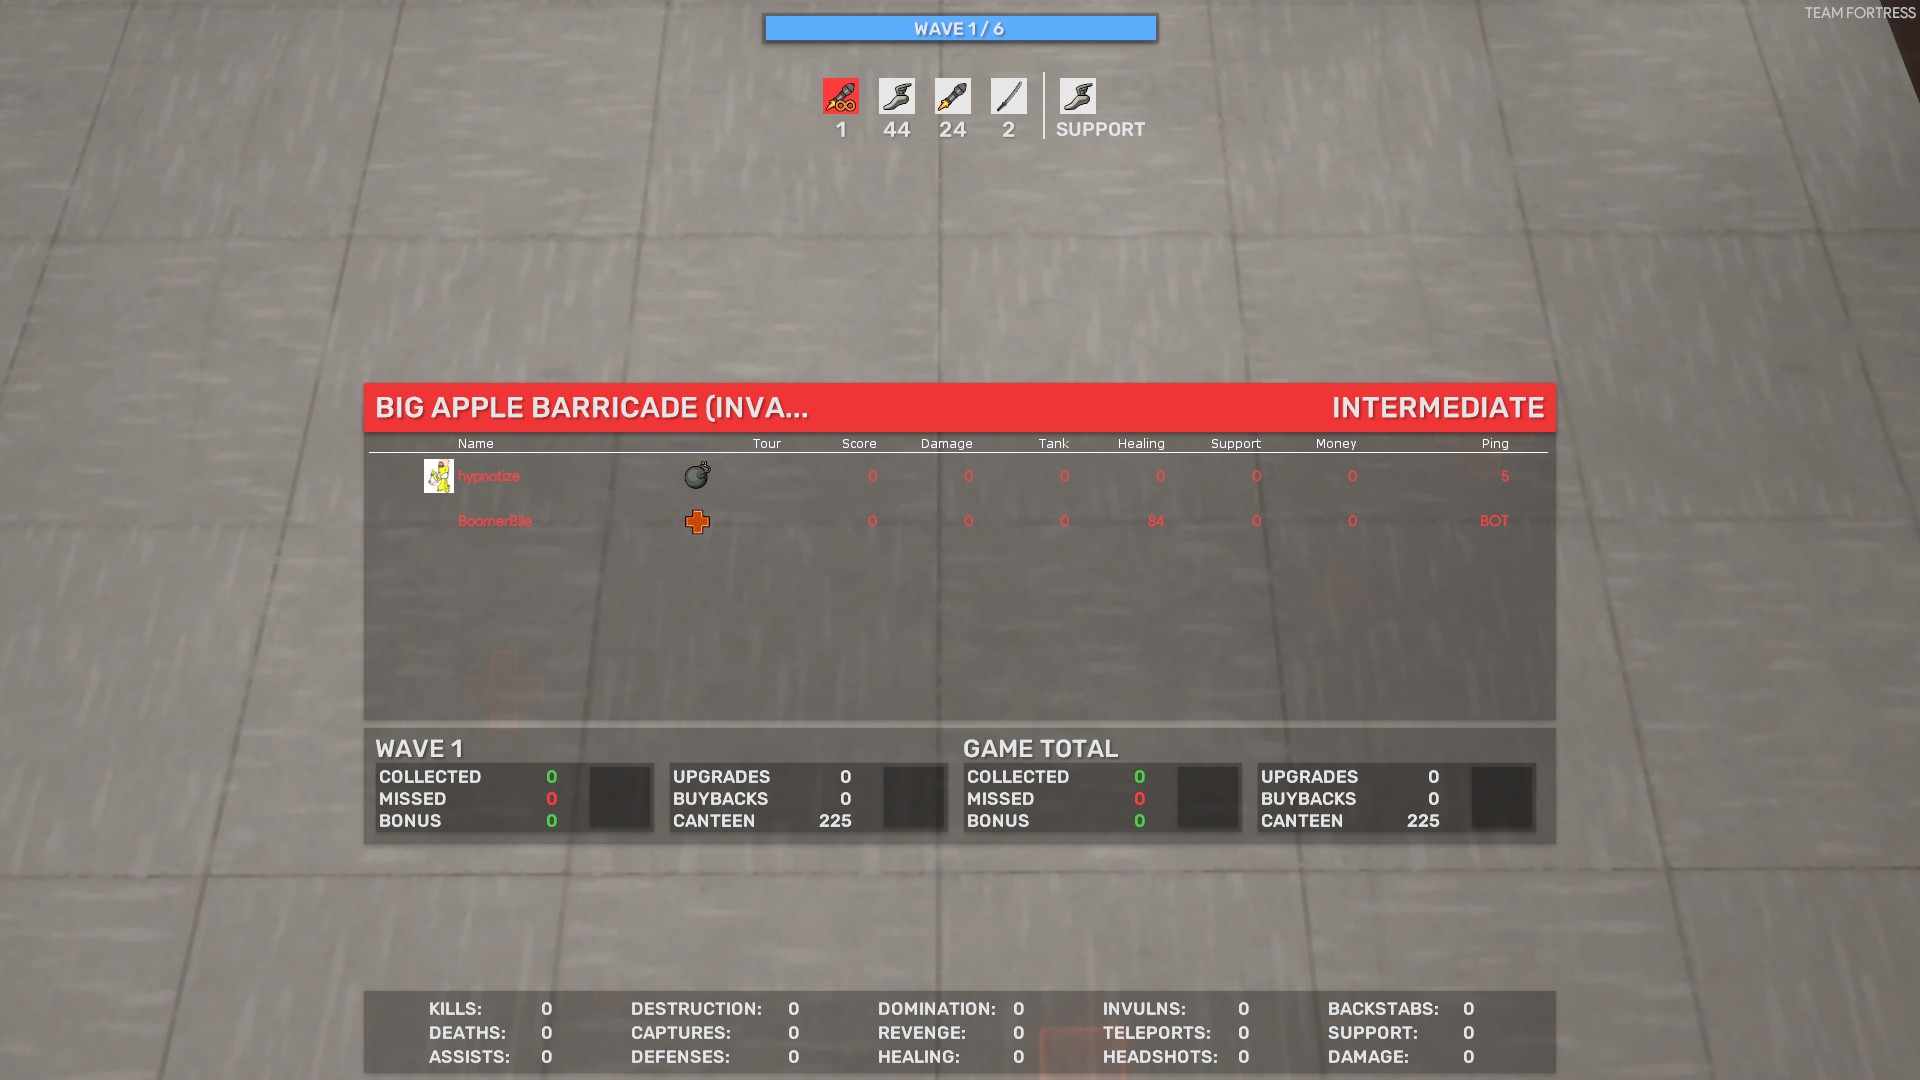 TEAM FORTRESS
WAVE 1 / 6
1 44 24 2 SUPPORT
BIG APPLE BARRICADE (INVA... INTERMEDIATE
Name Tour Score Damage Tank Healing Support Money Ping
hypnotize 0 0 0 0 0 0 5
BoomerBile 0 0 0 84 0 0 BOT
WAVE 1
COLLECTED 0
MISSED 0
BONUS 0
UPGRADES 0
BUYBACKS 0
CANTEEN 225
GAME TOTAL
COLLECTED 0
MISSED 0
BONUS 0
UPGRADES 0
BUYBACKS 0
CANTEEN 225
KILLS: 0 DESTRUCTION: 0 DOMINATION: 0 INVULNS: 0 BACKSTABS: 0
DEATHS: 0 CAPTURES: 0 REVENGE: 0 TELEPORTS: 0 SUPPORT: 0
ASSISTS: 0 DEFENSES: 0 HEALING: 0 HEADSHOTS: 0 DAMAGE: 0